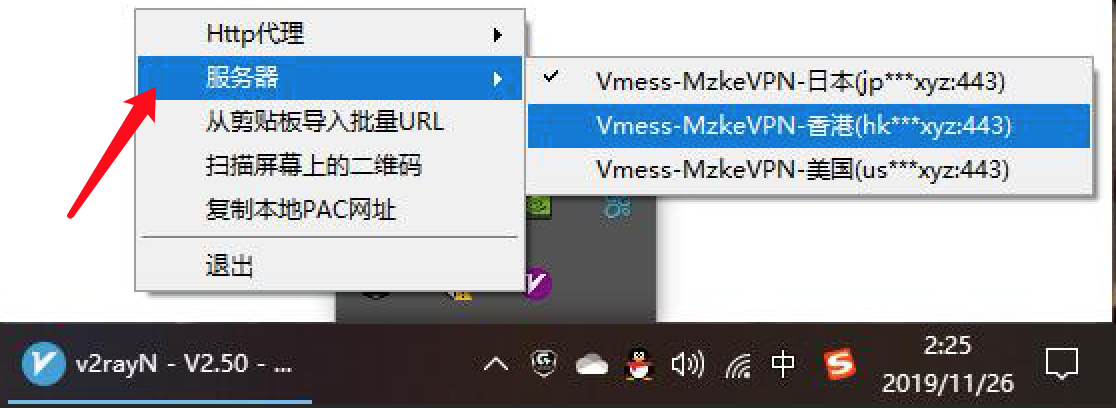 Http代理
服务器
从剪贴板导入批量URL
扫描屏幕上的二维码
复制本地PAC网址
退出
Vmess-MzkeVPN-日本(jp***xyz:443)
Vmess-MzkeVPN-香港(hk***xyz:443)
Vmess-MzkeVPN-美国(us***xyz:443)
v2rayN - V2.50 - ...
中
2:25
2019/11/26